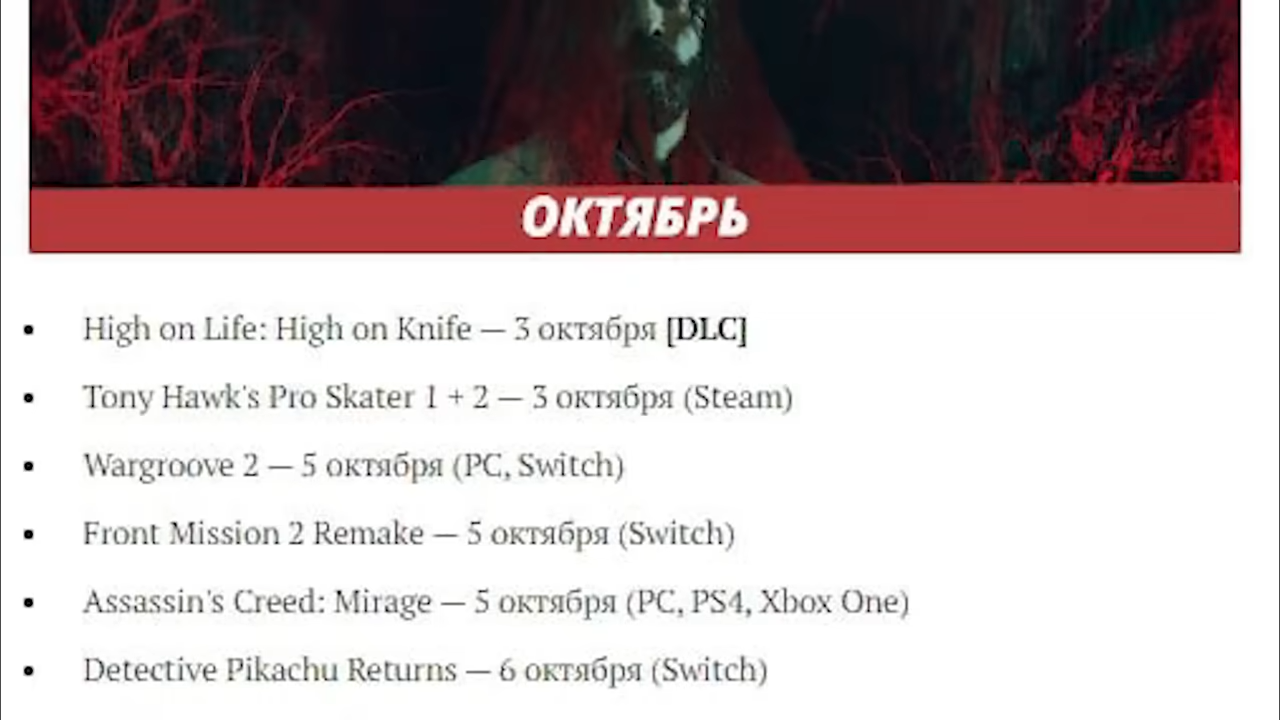 ОКТЯБРЬ
High on Life: High on Knife — 3 октября [DLC]
Tony Hawk's Pro Skater 1 + 2 — 3 октября (Steam)
Wargroove 2 — 5 октября (PC, Switch)
Front Mission 2 Remake — 5 октября (Switch)
Assassin's Creed: Mirage — 5 октября (PC, PS4, Xbox One)
Detective Pikachu Returns — 6 октября (Switch)